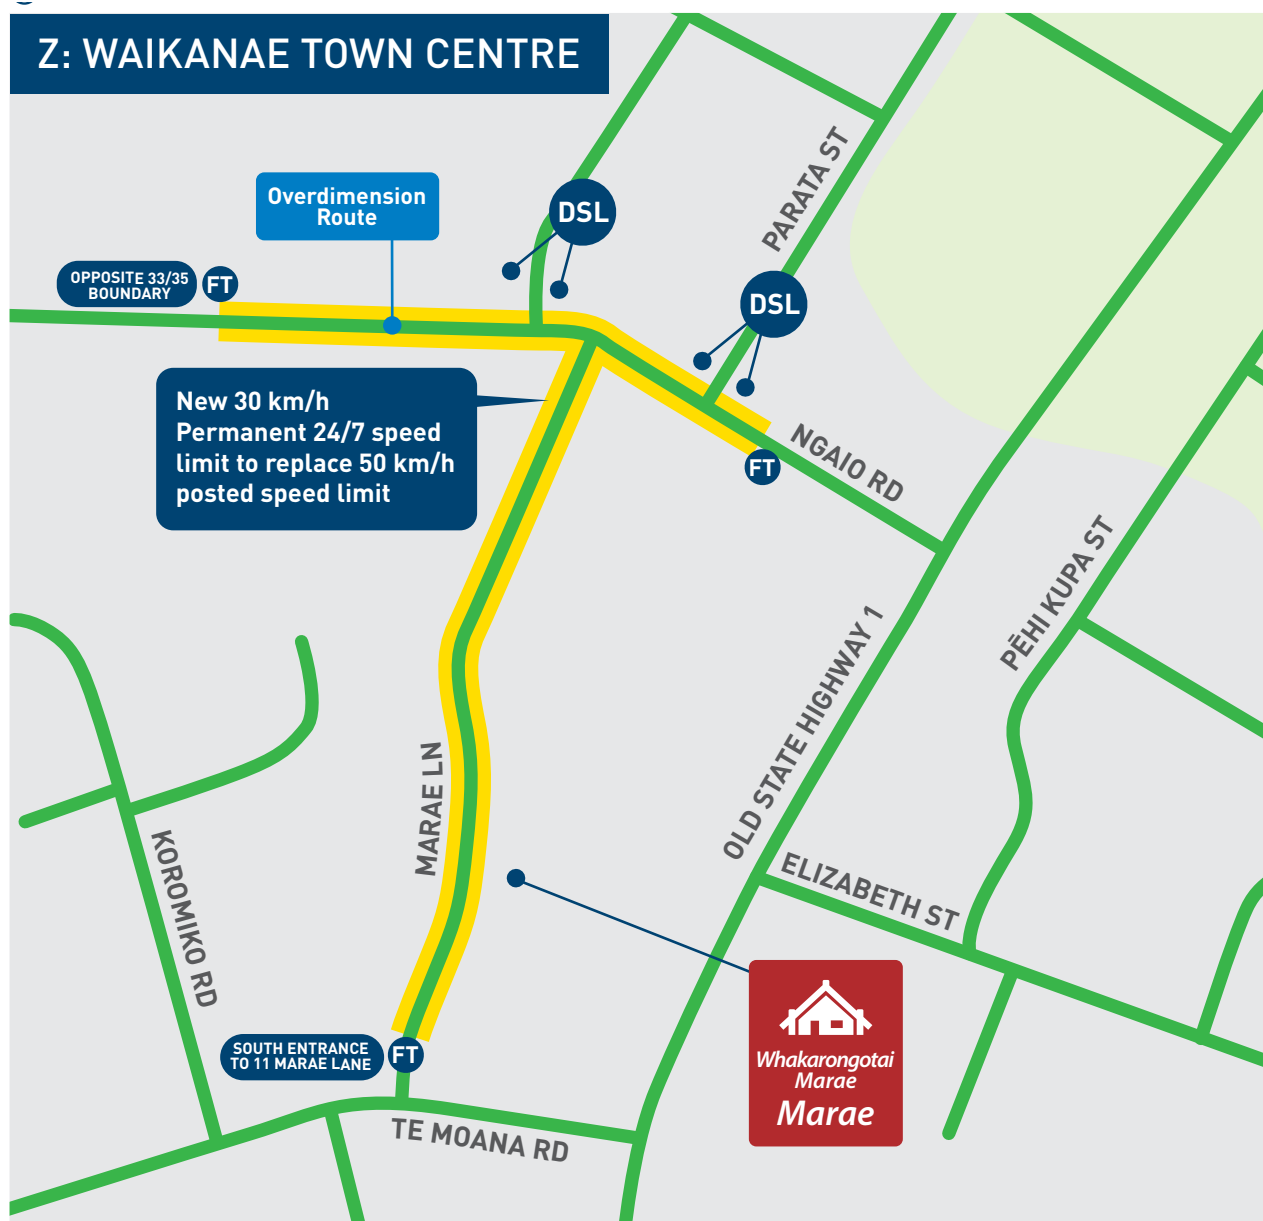 Z: WAIKANAE TOWN CENTRE
PARATA ST
Overdimension
Route
DSL
OPPOSITE 33/35
BOUNDARY
FT
DSL
New 30 km/h
Permanent 24/7 speed
limit to replace 50 km/h
posted speed limit
NGAIO RD
FT
PĒHI KUPA ST
OLD STATE HIGHWAY 1
MARAE LN
KOROMIKO RD
ELIZABETH ST
SOUTH ENTRANCE
TO 11 MARAE LANE
FT
Whakarongotai
Marae
Marae
TE MOANA RD